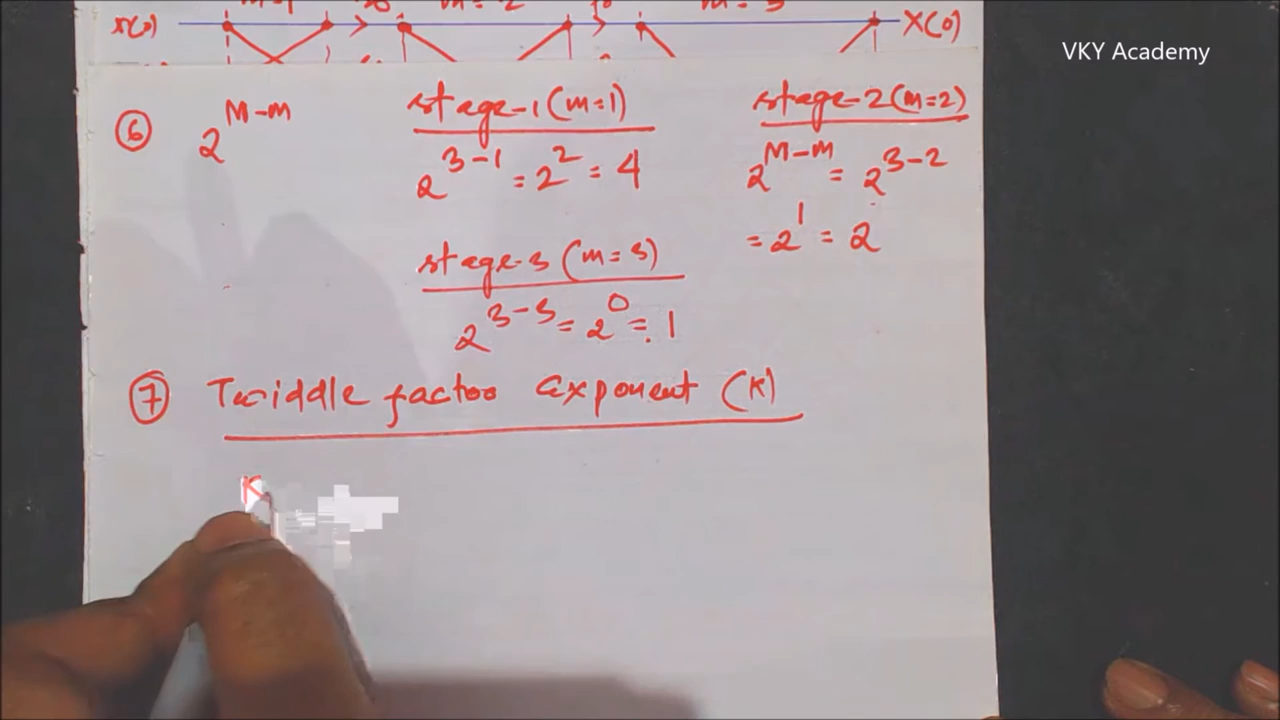 m=2
m=3
x(0) X(0)
VKY Academy
⑥ 2^{M-m}
stage-1 (m=1)
2^{3-1} = 2^2 = 4
stage-2 (m=2)
2^{M-m} = 2^{3-2}
= 2^1 = 2
stage-3 (m=3)
2^{3-3} = 2^0 = 1
⑦ Twiddle factor exponent (K)
K